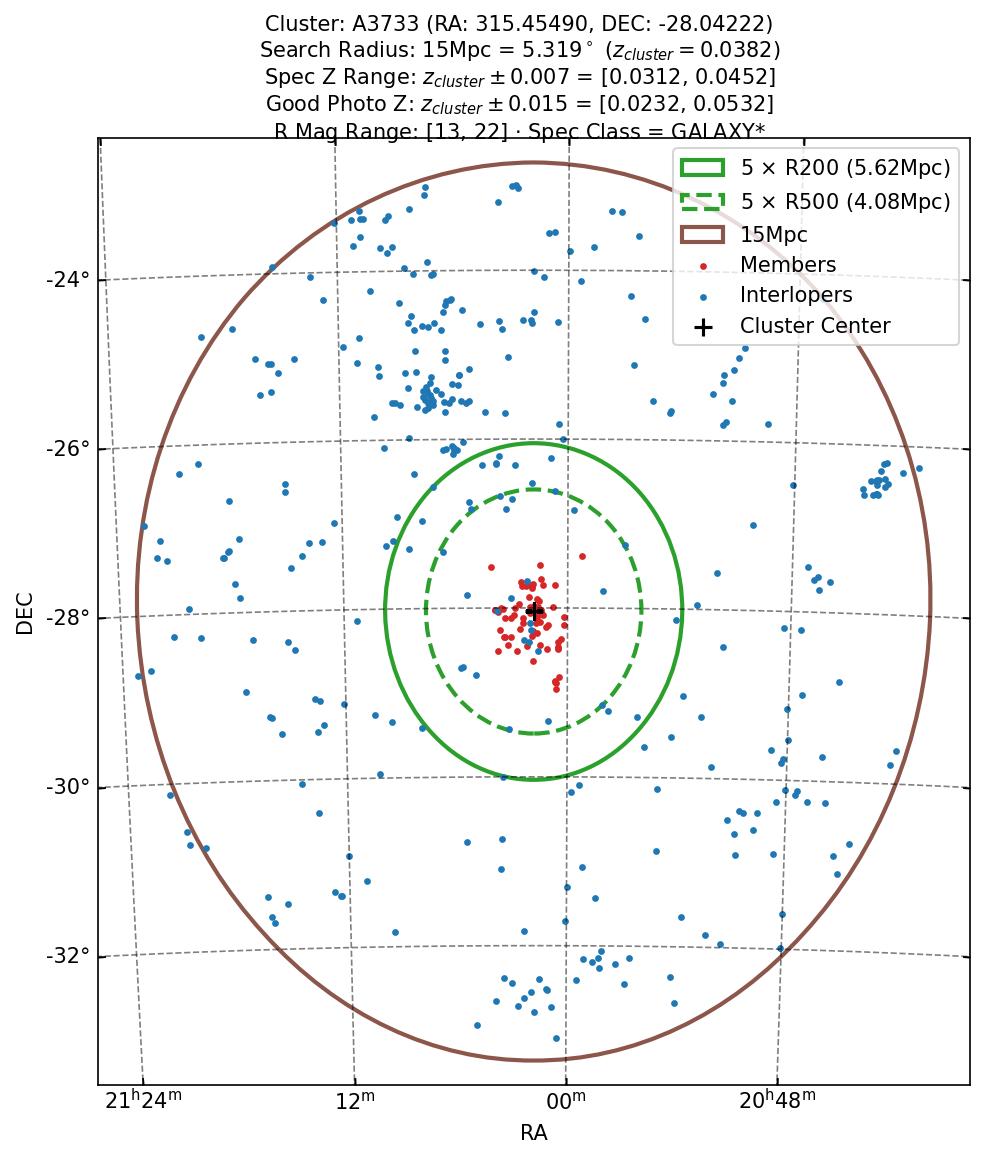 Cluster: A3733 (RA: 315.45490, DEC: -28.04222)
Search Radius: 15Mpc = 5.319° (z_cluster = 0.0382)
Spec Z Range: z_cluster ± 0.007 = [0.0312, 0.0452]
Good Photo Z: z_cluster ± 0.015 = [0.0232, 0.0532]
R Mag Range: [13, 22] · Spec Class = GALAXY*
5 × R200 (5.62Mpc)
5 × R500 (4.08Mpc)
15Mpc
Members
Interlopers
Cluster Center
-24°
-26°
-28°
-30°
-32°
DEC
21h24m 12m 00m 20h48m
RA